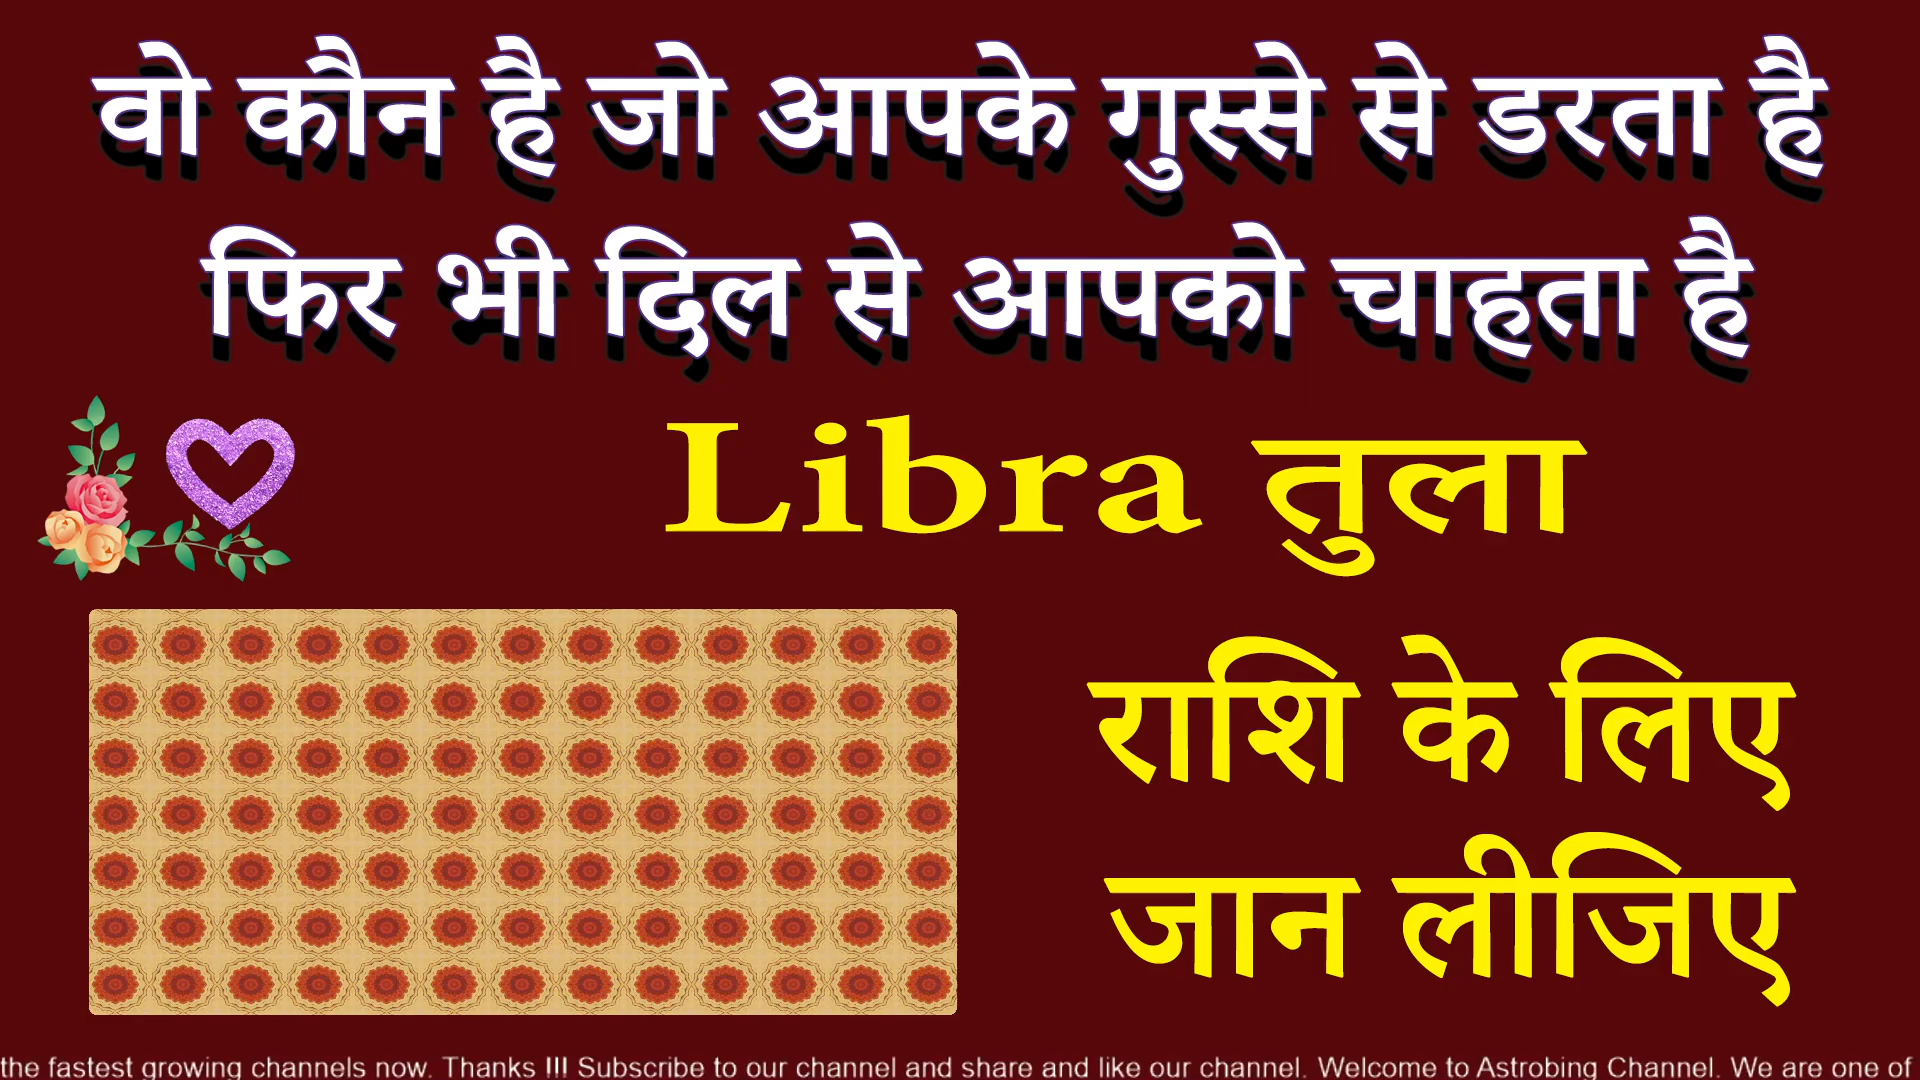 वो कौन है जो आपके गुस्से से डरता है
फिर भी दिल से आपको चाहता है
Libra तुला
राशि के लिए
जान लीजिए
the fastest growing channels now. Thanks !!! Subscribe to our channel and share and like our channel. Welcome to Astrobing Channel. We are one of